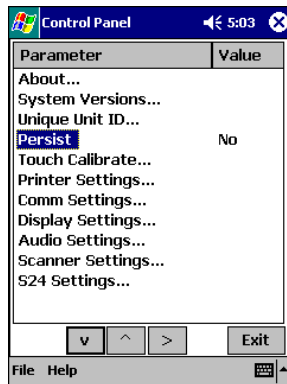 Control Panel 5:03
Parameter Value
About...
System Versions...
Unique Unit ID...
Persist No
Touch Calibrate...
Printer Settings...
Comm Settings...
Display Settings...
Audio Settings...
Scanner Settings...
S24 Settings...
v ^ > Exit
File Help